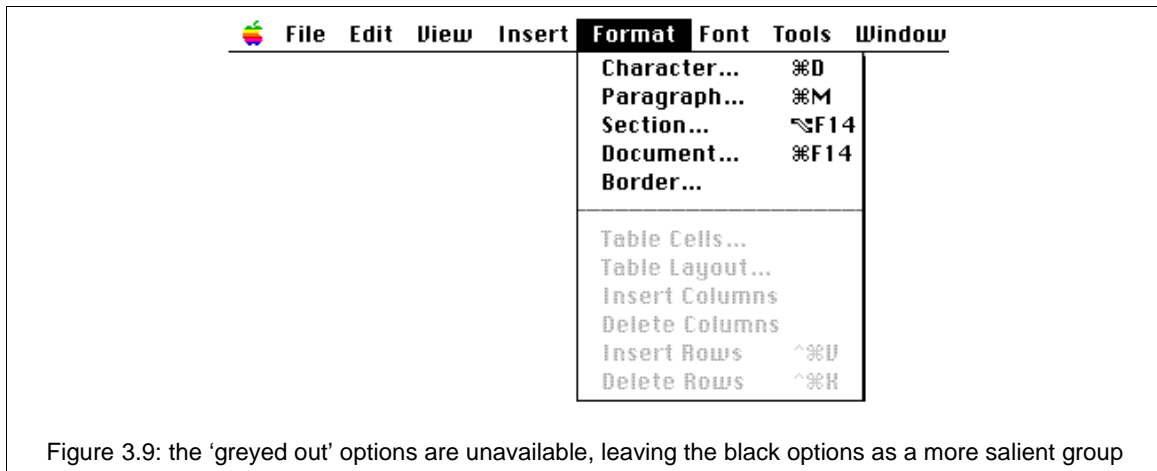 File Edit View Insert Format Font Tools Window
Character... ⌘D
Paragraph... ⌘M
Section... ⌥F14
Document... ⌘F14
Border...
Table Cells...
Table Layout...
Insert Columns
Delete Columns
Insert Rows ^⌘V
Delete Rows ^⌘X
Figure 3.9: the ‘greyed out’ options are unavailable, leaving the black options as a more salient group